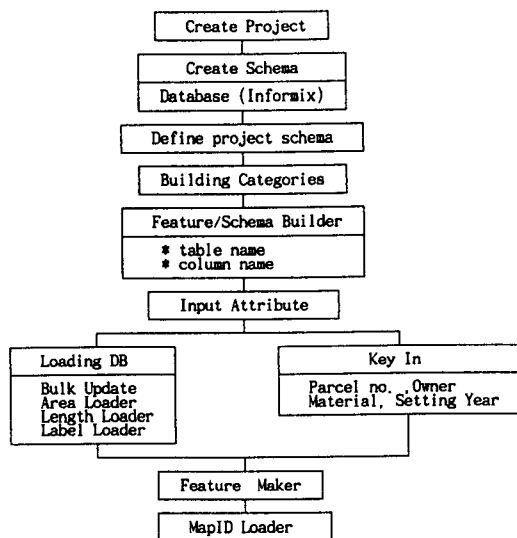 Create Project
Create Schema
Database (Informix)
Define project schema
Building Categories
Feature/Schema Builder
* table name
* column name
Input Attribute
Loading DB
Bulk Update
Area Loader
Length Loader
Label Loader
Key In
Parcel no. ,Owner
Material, Setting Year
Feature Maker
MapID Loader